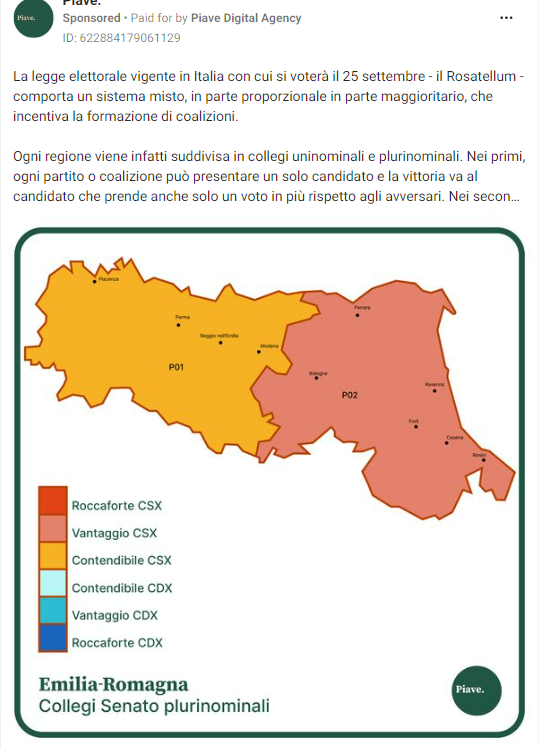 Piave.
Piave.
Sponsored • Paid for by Piave Digital Agency
ID: 622884179061129
La legge elettorale vigente in Italia con cui si voterà il 25 settembre - il Rosatellum -
comporta un sistema misto, in parte proporzionale in parte maggioritario, che
incentiva la formazione di coalizioni.
Ogni regione viene infatti suddivisa in collegi uninominali e plurinominali. Nei primi,
ogni partito o coalizione può presentare un solo candidato e la vittoria va al
candidato che prende anche solo un voto in più rispetto agli avversari. Nei secon...
Piacenza
Parma
Reggio nell'Emilia
Modena
P01
Ferrara
Bologna
P02
Ravenna
Forlì
Cesena
Rimini
Roccaforte CSX
Vantaggio CSX
Contendibile CSX
Contendibile CDX
Vantaggio CDX
Roccaforte CDX
Emilia-Romagna
Collegi Senato plurinominali
Piave.